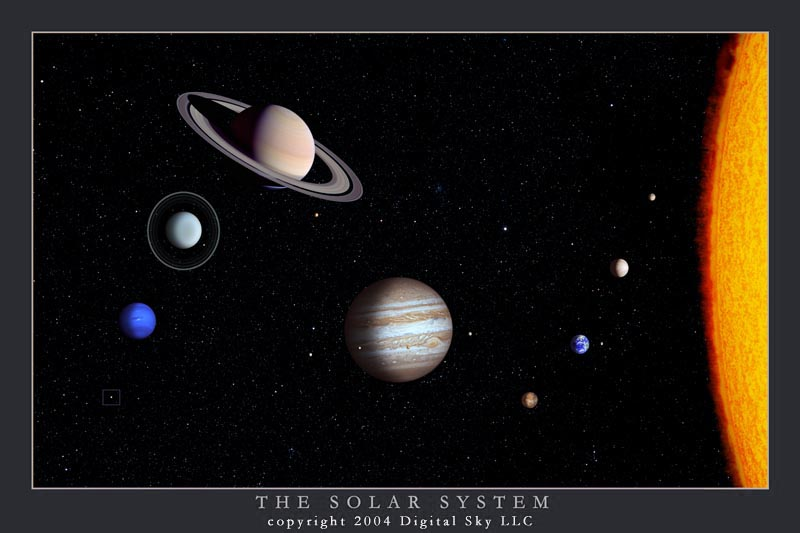 THE SOLAR SYSTEM
copyright 2004 Digital Sky LLC